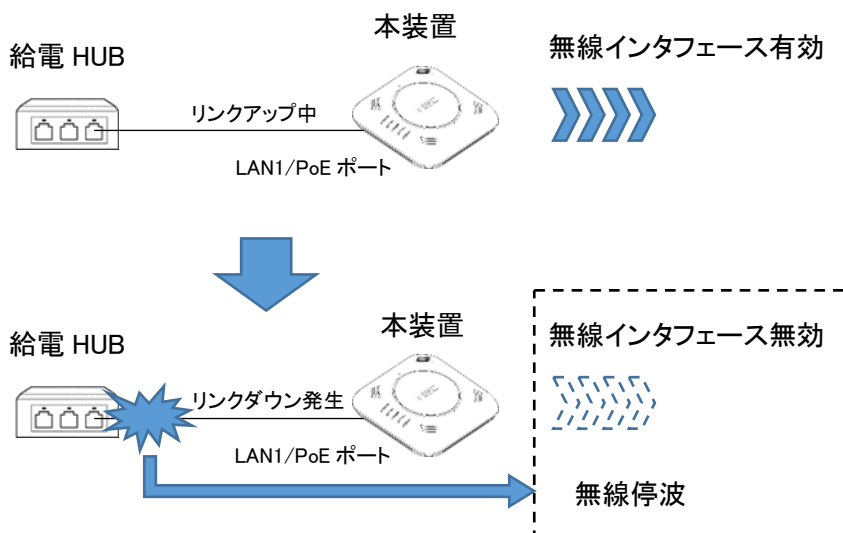 本装置
給電 HUB
無線インタフェース有効
リンクアップ中
LAN1/PoE ポート
本装置
給電 HUB
無線インタフェース無効
リンクダウン発生
LAN1/PoE ポート
無線停波